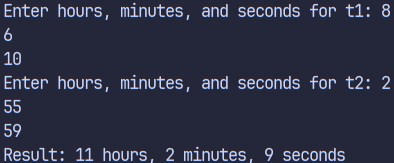 Enter hours, minutes, and seconds for t1: 8
6
10
Enter hours, minutes, and seconds for t2: 2
55
59
Result: 11 hours, 2 minutes, 9 seconds